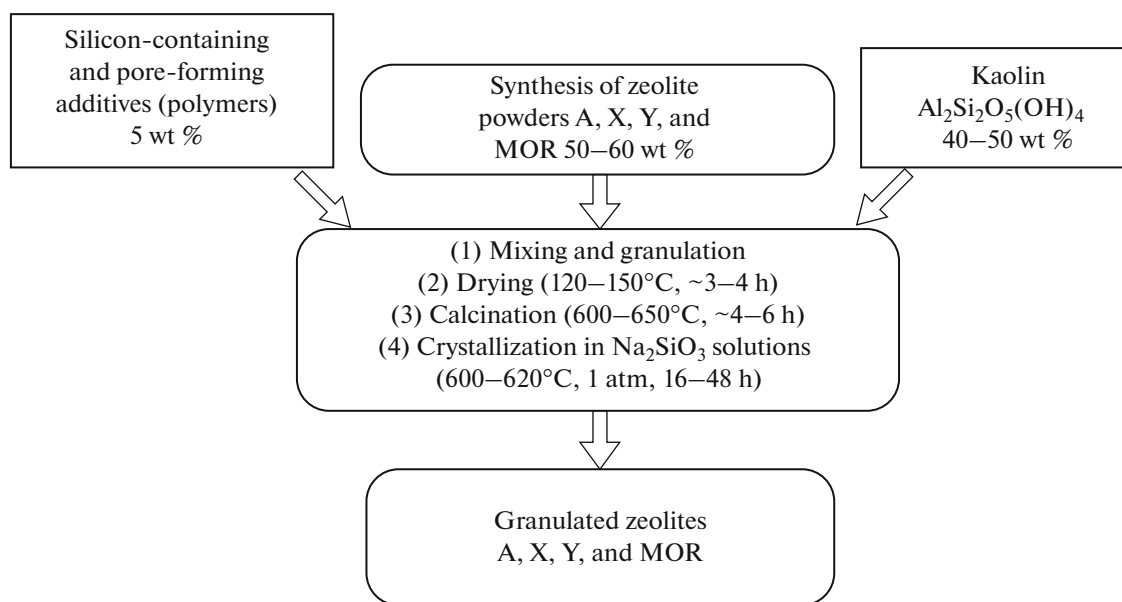 Silicon-containing
and pore-forming
additives (polymers)
5 wt %
Synthesis of zeolite
powders A, X, Y, and
MOR 50–60 wt %
Kaolin
Al₂Si₂O₅(OH)₄
40–50 wt %
(1) Mixing and granulation
(2) Drying (120–150°C, ~3–4 h)
(3) Calcination (600–650°C, ~4–6 h)
(4) Crystallization in Na₂SiO₃ solutions
(600–620°C, 1 atm, 16–48 h)
Granulated zeolites
A, X, Y, and MOR